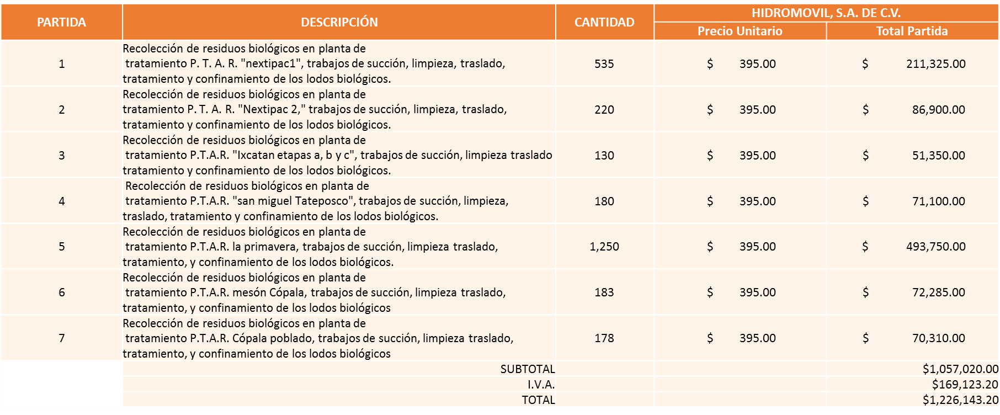 PARTIDA DESCRIPCIÓN CANTIDAD HIDROMOVIL, S.A. DE C.V.
Precio Unitario Total Partida
Recolección de residuos biológicos en planta de
1 tratamiento P. T. A. R. "nextipac1", trabajos de succión, limpieza, traslado, 535 $ 395.00 $ 211,325.00
tratamiento y confinamiento de los lodos biológicos.
Recolección de residuos biológicos en planta de
2 tratamiento P. T. A. R. "Nextipac 2," trabajos de succión, limpieza, traslado, 220 $ 395.00 $ 86,900.00
tratamiento y confinamiento de los lodos biológicos.
Recolección de residuos biológicos en planta de
3 tratamiento P.T.A.R. "Ixcatan etapas a, b y c", trabajos de succión, limpieza traslado 130 $ 395.00 $ 51,350.00
tratamiento y confinamiento de los lodos biológicos.
Recolección de residuos biológicos en planta de
4 tratamiento P.T.A.R. "san miguel Tateposco", trabajos de succión, limpieza, 180 $ 395.00 $ 71,100.00
traslado, tratamiento y confinamiento de los lodos biológicos.
Recolección de residuos biológicos en planta de
5 tratamiento P.T.A.R. la primavera, trabajos de succión, limpieza traslado, 1,250 $ 395.00 $ 493,750.00
tratamiento, y confinamiento de los lodos biológicos.
Recolección de residuos biológicos en planta de
6 tratamiento P.T.A.R. mesón Cópala, trabajos de succión, limpieza traslado, 183 $ 395.00 $ 72,285.00
tratamiento, y confinamiento de los lodos biológicos
Recolección de residuos biológicos en planta de
7 tratamiento P.T.A.R. Cópala poblado, trabajos de succión, limpieza traslado, 178 $ 395.00 $ 70,310.00
tratamiento, y confinamiento de los lodos biológicos
SUBTOTAL $1,057,020.00
I.V.A. $169,123.20
TOTAL $1,226,143.20